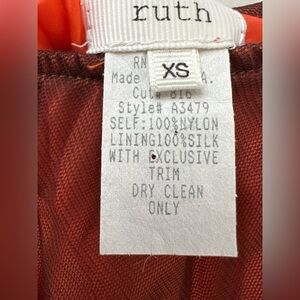 ruth
XS
RN
Made A.
Cut# 816
Style# A3479
SELF:100%NYLON
LINING100%SILK
WITH EXCLUSIVE
TRIM
DRY CLEAN
ONLY